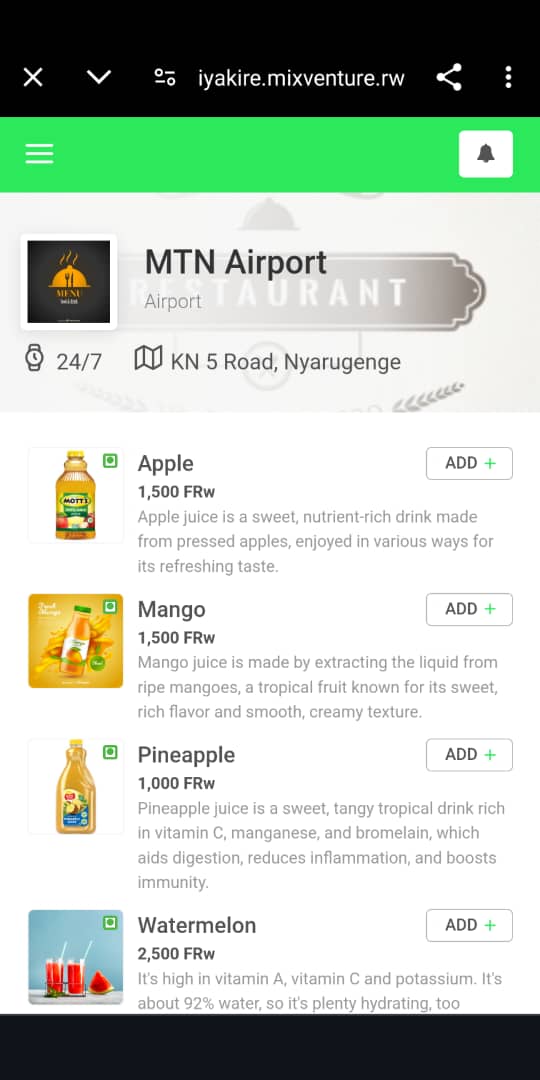 iyakire.mixventure.rw
MENU
RESTAURANT
MTN Airport
Airport
24/7
KN 5 Road, Nyarugenge
MOTT'S
Apple
ADD +
1,500 FRw
Apple juice is a sweet, nutrient-rich drink made
from pressed apples, enjoyed in various ways for
its refreshing taste.
Mango
ADD +
1,500 FRw
Mango juice is made by extracting the liquid from
ripe mangoes, a tropical fruit known for its sweet,
rich flavor and smooth, creamy texture.
Pineapple
ADD +
1,000 FRw
Pineapple juice is a sweet, tangy tropical drink rich
in vitamin C, manganese, and bromelain, which
aids digestion, reduces inflammation, and boosts
immunity.
Watermelon
ADD +
2,500 FRw
It's high in vitamin A, vitamin C and potassium. It's
about 92% water, so it's plenty hydrating, too